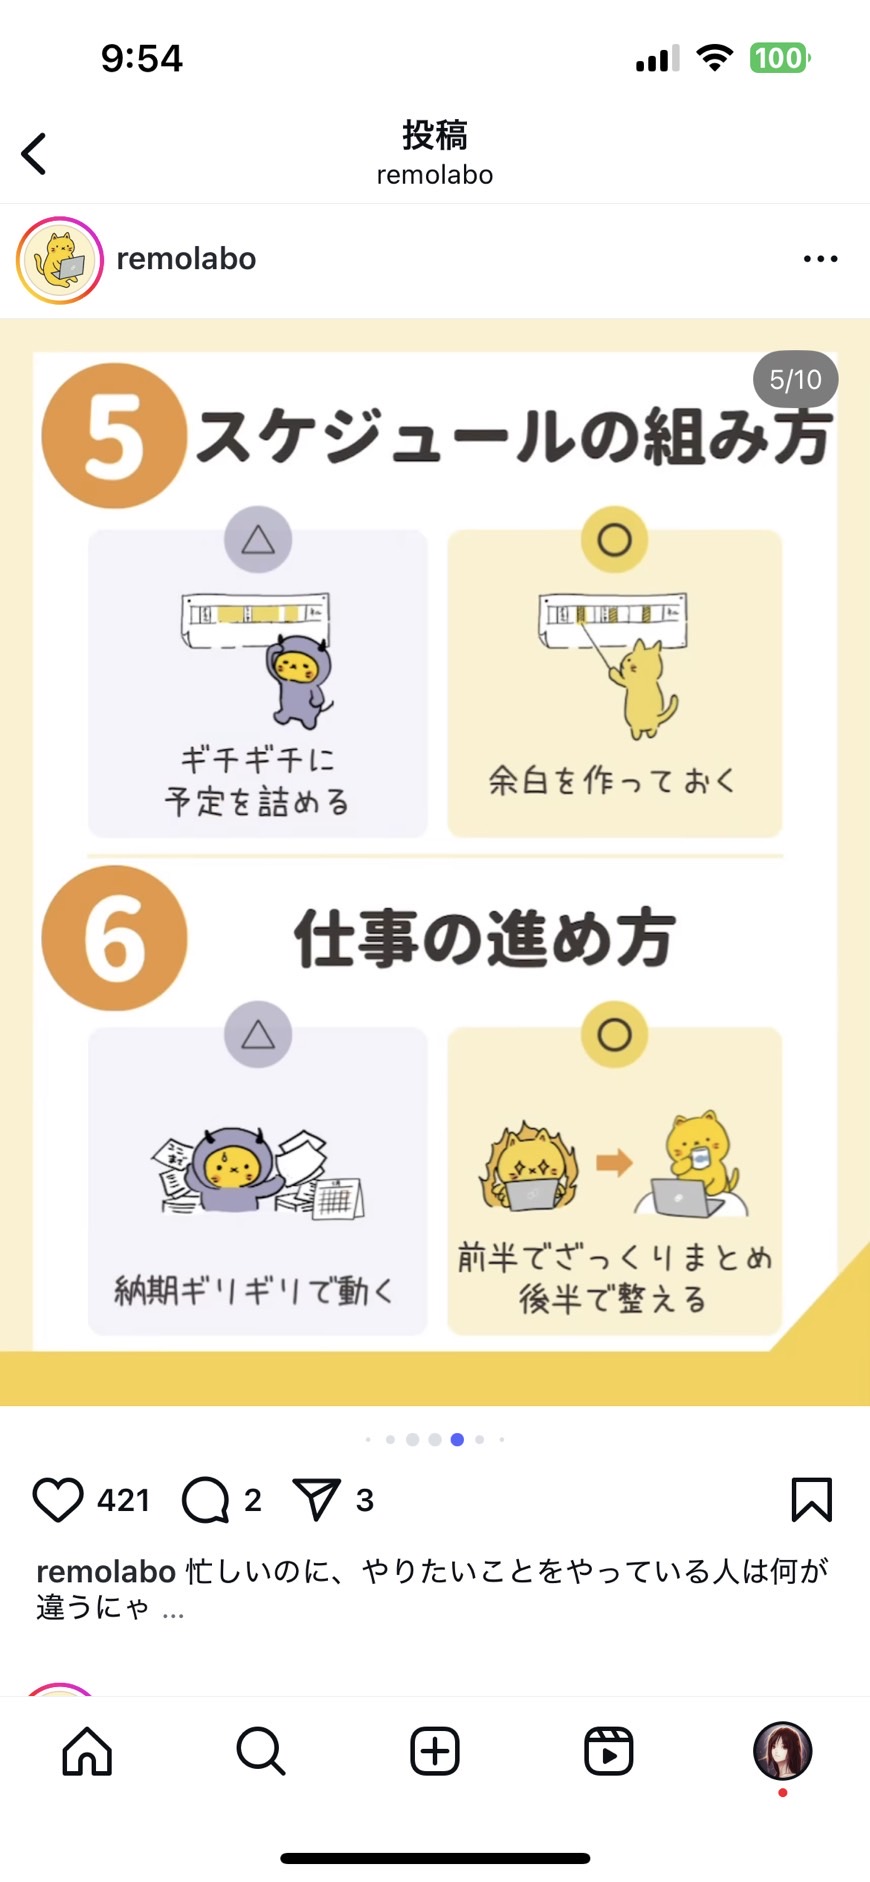 9:54
100
投稿
remolabo
remolabo
5/10
5 スケジュールの組み方
△
○
ギチギチに
予定を詰める
余白を作っておく
6 仕事の進め方
△
○
納期ギリギリで動く
前半でざっくりまとめ
後半で整える
421 2 3
remolabo 忙しいのに、やりたいことをやっている人は何が
違うにゃ ...